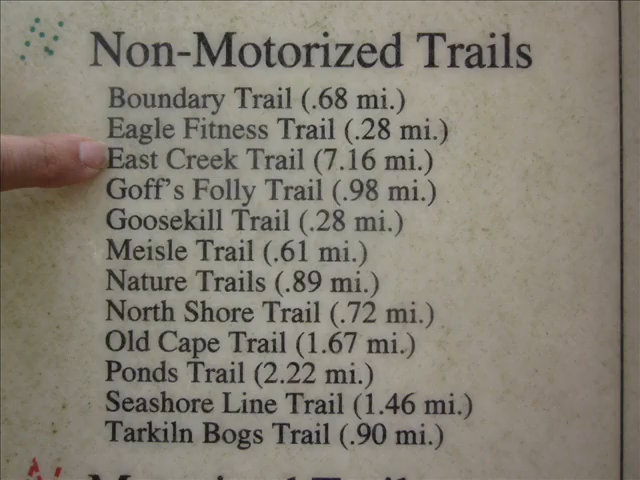 Non-Motorized Trails
Boundary Trail (.68 mi.)
Eagle Fitness Trail (.28 mi.)
East Creek Trail (7.16 mi.)
Goff's Folly Trail (.98 mi.)
Goosekill Trail (.28 mi.)
Meisle Trail (.61 mi.)
Nature Trails (.89 mi.)
North Shore Trail (.72 mi.)
Old Cape Trail (1.67 mi.)
Ponds Trail (2.22 mi.)
Seashore Line Trail (1.46 mi.)
Tarkiln Bogs Trail (.90 mi.)